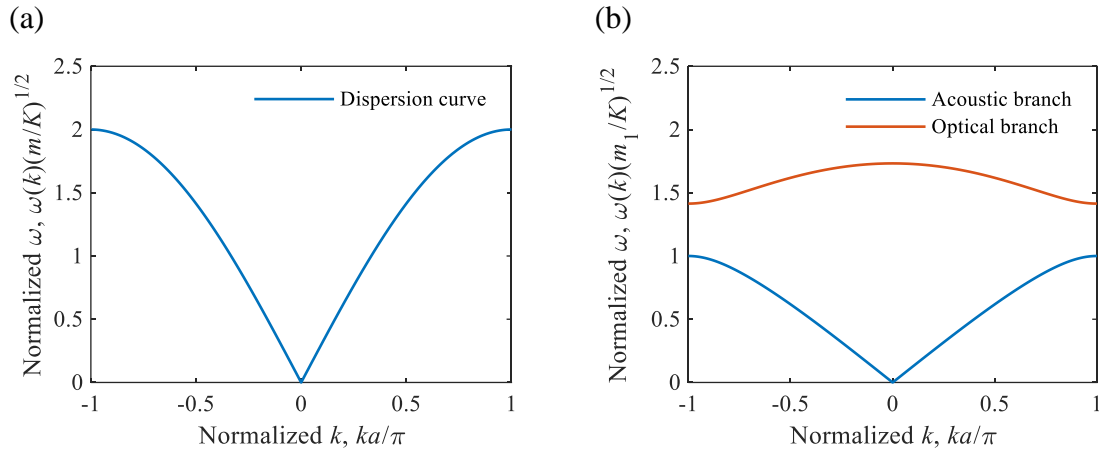 (a)
2.5
2
1.5
1
0.5
0
-1 -0.5 0 0.5 1
Normalized ω, ω(k)(m/K)^1/2
Normalized k, ka/π
Dispersion curve
(b)
2.5
2
1.5
1
0.5
0
-1 -0.5 0 0.5 1
Normalized ω, ω(k)(m_1/K)^1/2
Normalized k, ka/π
Acoustic branch
Optical branch